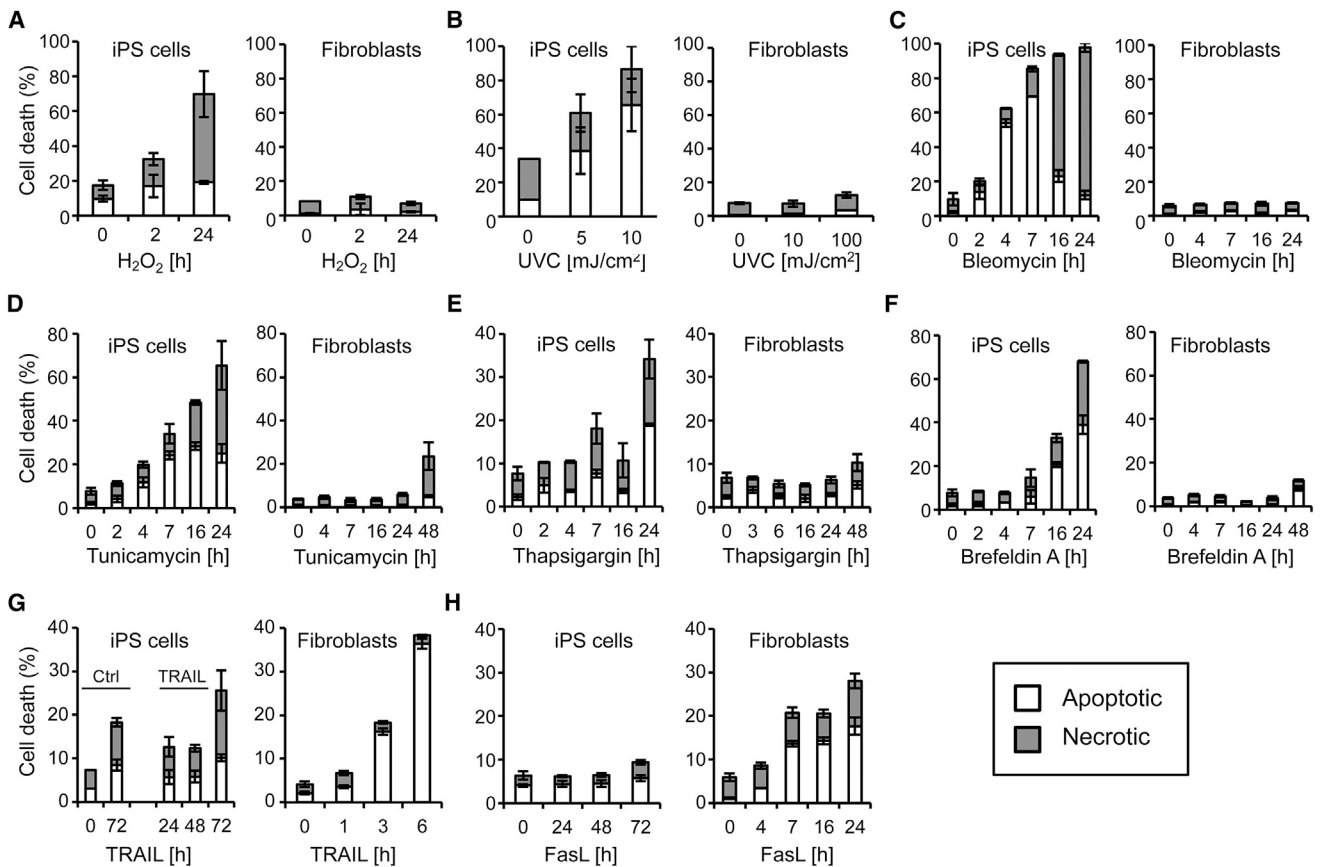 A
iPS cells
Fibroblasts
Cell death (%)
100
80
60
40
20
0
0 2 24
H₂O₂ [h]
100
80
60
40
20
0
0 2 24
H₂O₂ [h]
B
iPS cells
Fibroblasts
100
80
60
40
20
0
0 5 10
UVC [mJ/cm²]
100
80
60
40
20
0
0 10 100
UVC [mJ/cm²]
C
iPS cells
Fibroblasts
100
90
80
70
60
50
40
30
20
10
0
0 2 4 7 16 24
Bleomycin [h]
100
80
60
40
20
0
0 2 4 7 16 24
Bleomycin [h]
D
iPS cells
Fibroblasts
Cell death (%)
80
60
40
20
0
0 2 4 7 16 24
Tunicamycin [h]
80
60
40
20
0
0 4 7 16 24 48
Tunicamycin [h]
E
iPS cells
Fibroblasts
40
30
20
10
0
0 2 4 7 16 24
Thapsigargin [h]
40
30
20
10
0
0 3 6 16 24 48
Thapsigargin [h]
F
iPS cells
Fibroblasts
80
60
40
20
0
0 2 4 7 16 24
Brefeldin A [h]
80
60
40
20
0
0 4 7 16 24 48
Brefeldin A [h]
G
iPS cells
Fibroblasts
Cell death (%)
40
30
20
10
0
Ctrl TRAIL
0 72 24 48 72
TRAIL [h]
40
30
20
10
0
0 1 3 6
TRAIL [h]
H
iPS cells
Fibroblasts
40
30
20
10
0
0 24 48 72
FasL [h]
40
30
20
10
0
0 4 7 16 24
FasL [h]
Apoptotic
Necrotic